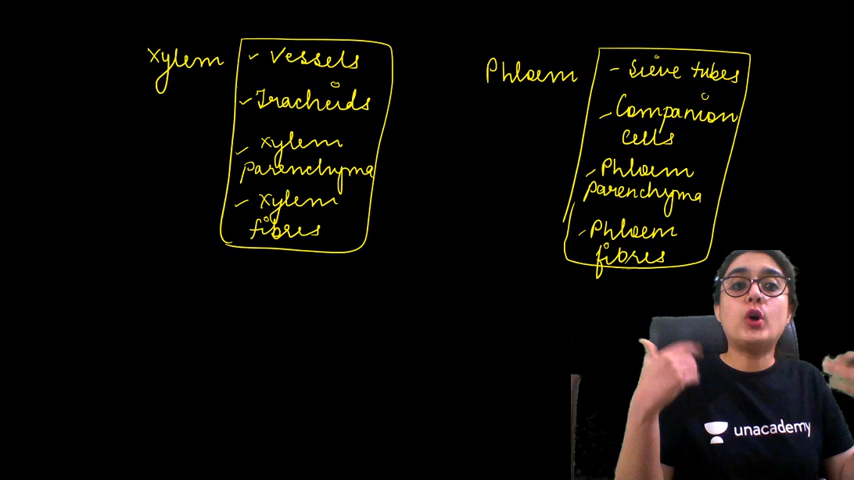 Xylem
- Vessels
- Tracheids
- Xylem
parenchyma
- Xylem
fibres
Phloem
- Sieve tubes
- Companion
cells
- Phloem
parenchyma
- Phloem
fibres
unacademy